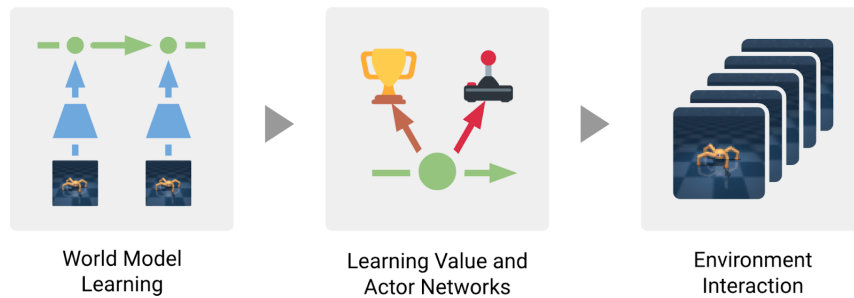 World Model
Learning
Learning Value and
Actor Networks
Environment
Interaction